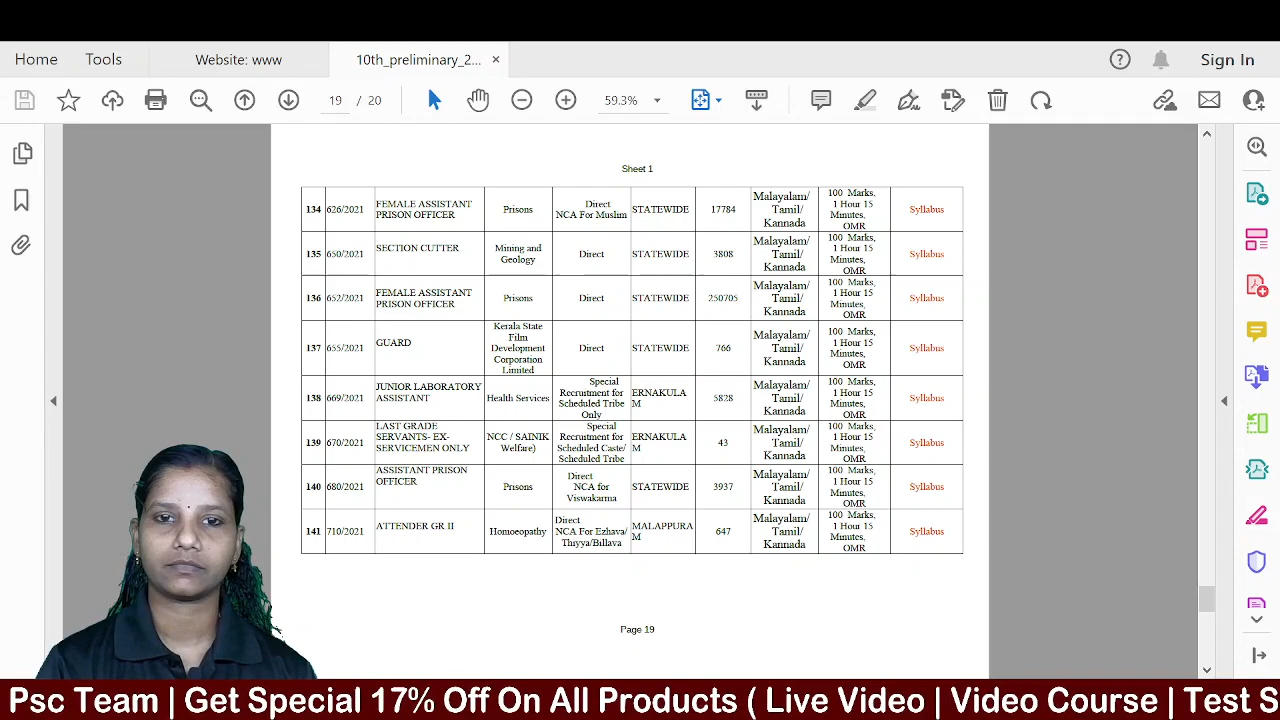 Home Tools Website: www 10th_preliminary_2... × Sign In
19 / 20 59.3%
Sheet 1
134 626/2021 FEMALE ASSISTANT PRISON OFFICER Prisons Direct NCA For Muslim STATEWIDE 17784 Malayalam/ Tamil/ Kannada 100 Marks, 1 Hour 15 Minutes, OMR Syllabus
135 650/2021 SECTION CUTTER Mining and Geology Direct STATEWIDE 3808 Malayalam/ Tamil/ Kannada 100 Marks, 1 Hour 15 Minutes, OMR Syllabus
136 652/2021 FEMALE ASSISTANT PRISON OFFICER Prisons Direct STATEWIDE 250705 Malayalam/ Tamil/ Kannada 100 Marks, 1 Hour 15 Minutes, OMR Syllabus
137 655/2021 GUARD Kerala State Film Development Corporation Limited Direct STATEWIDE 766 Malayalam/ Tamil/ Kannada 100 Marks, 1 Hour 15 Minutes, OMR Syllabus
138 669/2021 JUNIOR LABORATORY ASSISTANT Health Services Special Recruitment for Scheduled Tribe Only ERNAKULA M 5828 Malayalam/ Tamil/ Kannada 100 Marks, 1 Hour 15 Minutes, OMR Syllabus
139 670/2021 LAST GRADE SERVANTS- EX- SERVICEMEN ONLY NCC / SAINIK Welfare) Special Recruitment for Scheduled Caste/ Scheduled Tribe ERNAKULA M 43 Malayalam/ Tamil/ Kannada 100 Marks, 1 Hour 15 Minutes, OMR Syllabus
140 680/2021 ASSISTANT PRISON OFFICER Prisons Direct NCA for Viswakarma STATEWIDE 3937 Malayalam/ Tamil/ Kannada 100 Marks, 1 Hour 15 Minutes, OMR Syllabus
141 710/2021 ATTENDER GR II Homoeopathy Direct NCA For Ezhava/ Thiyya/Billava MALAPPURA M 647 Malayalam/ Tamil/ Kannada 100 Marks, 1 Hour 15 Minutes, OMR Syllabus
Page 19
Psc Team | Get Special 17% Off On All Products ( Live Video | Video Course | Test S